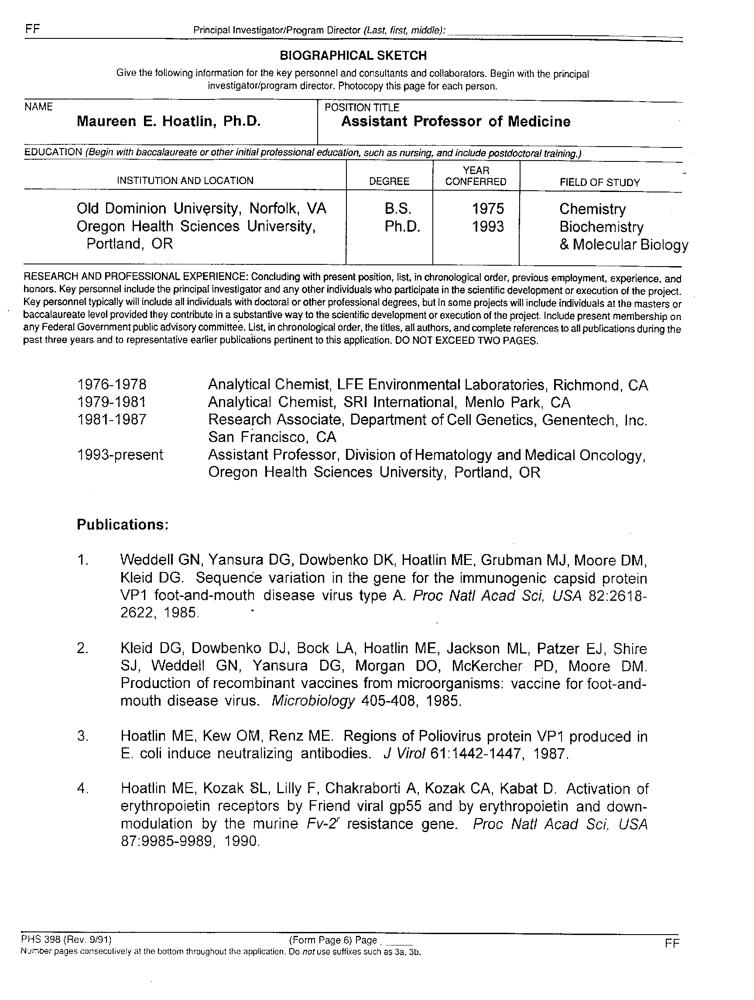 FF
Principal Investigator/Program Director (Last, first, middle):
BIOGRAPHICAL SKETCH
Give the following information for the key personnel and consultants and collaborators. Begin with the principal
investigator/program director. Photocopy this page for each person.
NAME
POSITION TITLE
Maureen E. Hoatlin, Ph.D.
Assistant Professor of Medicine
EDUCATION (Begin with baccalaureate or other initial professional education, such as nursing, and include postdoctoral training.)
INSTITUTION AND LOCATION
DEGREE
YEAR
CONFERRED
FIELD OF STUDY
Old Dominion University, Norfolk, VA B.S. 1975 Chemistry
Oregon Health Sciences University, Ph.D. 1993 Biochemistry
Portland, OR & Molecular Biology
RESEARCH AND PROFESSIONAL EXPERIENCE: Concluding with present position, list, in chronological order, previous employment, experience, and
honors. Key personnel include the principal investigator and any other individuals who participate in the scientific development or execution of the project.
Key personnel typically will include all individuals with doctoral or other professional degrees, but in some projects will include individuals at the masters or
baccalaureate level provided they contribute in a substantive way to the scientific development or execution of the project. Include present membership on
any Federal Government public advisory committee. List, in chronological order, the titles, all authors, and complete references to all publications during the
past three years and to representative earlier publications pertinent to this application. DO NOT EXCEED TWO PAGES.
1976-1978 Analytical Chemist, LFE Environmental Laboratories, Richmond, CA
1979-1981 Analytical Chemist, SRI International, Menlo Park, CA
1981-1987 Research Associate, Department of Cell Genetics, Genentech, Inc.
San Francisco, CA
1993-present Assistant Professor, Division of Hematology and Medical Oncology,
Oregon Health Sciences University, Portland, OR
Publications:
1. Weddell GN, Yansura DG, Dowbenko DK, Hoatlin ME, Grubman MJ, Moore DM,
Kleid DG. Sequence variation in the gene for the immunogenic capsid protein
VP1 foot-and-mouth disease virus type A. Proc Natl Acad Sci, USA 82:2618-
2622, 1985.
2. Kleid DG, Dowbenko DJ, Bock LA, Hoatlin ME, Jackson ML, Patzer EJ, Shire
SJ, Weddell GN, Yansura DG, Morgan DO, McKercher PD, Moore DM.
Production of recombinant vaccines from microorganisms: vaccine for foot-and-
mouth disease virus. Microbiology 405-408, 1985.
3. Hoatlin ME, Kew OM, Renz ME. Regions of Poliovirus protein VP1 produced in
E. coli induce neutralizing antibodies. J Virol 61:1442-1447, 1987.
4. Hoatlin ME, Kozak SL, Lilly F, Chakraborti A, Kozak CA, Kabat D. Activation of
erythropoietin receptors by Friend viral gp55 and by erythropoietin and down-
modulation by the murine Fv-2r resistance gene. Proc Natl Acad Sci, USA
87:9985-9989, 1990.
PHS 398 (Rev. 9/91) (Form Page 6) Page FF
Number pages consecutively at the bottom throughout the application. Do not use suffixes such as 3a, 3b.